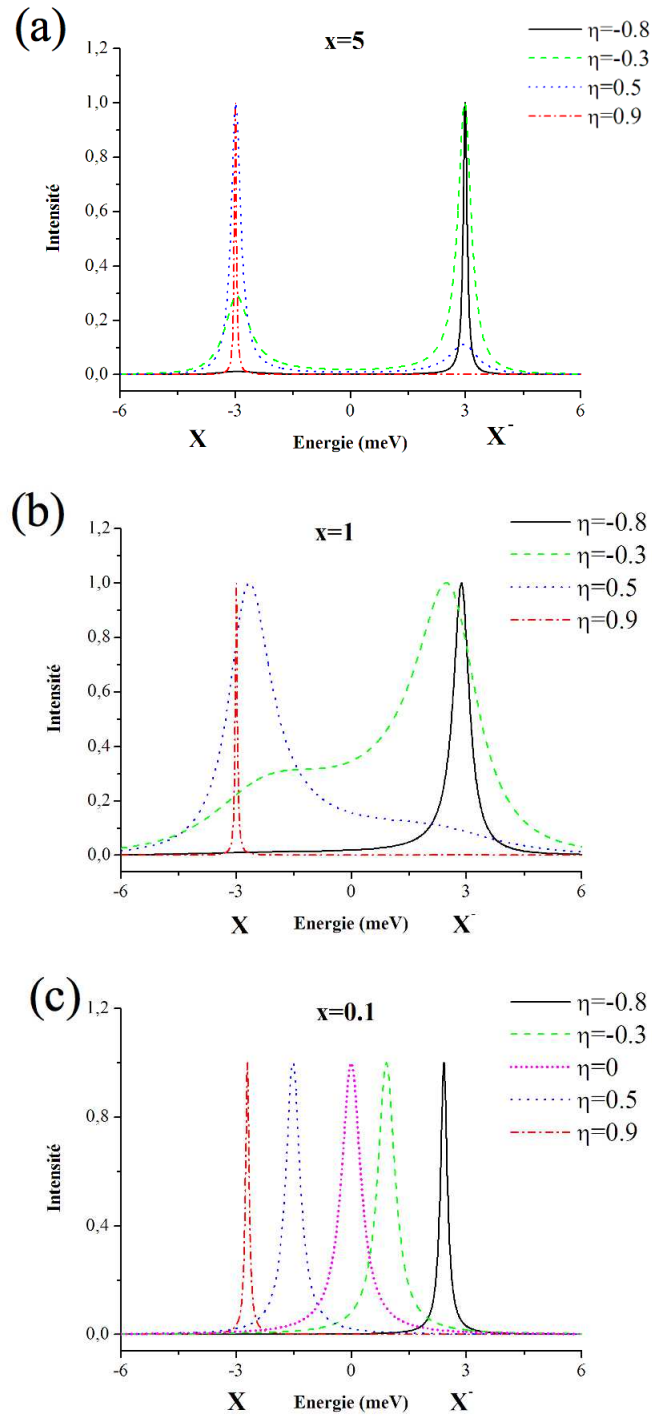 (a)
x=5
η=-0.8
η=-0.3
η=0.5
η=0.9
Intensité
1,2
1,0
0,8
0,6
0,4
0,2
0,0
-6 -3 0 3 6
X Energie (meV) X⁻
(b)
x=1
η=-0.8
η=-0.3
η=0.5
η=0.9
Intensité
1,2
1,0
0,8
0,6
0,4
0,2
0,0
-6 -3 0 3 6
X Energie (meV) X⁻
(c)
x=0.1
η=-0.8
η=-0.3
η=0
η=0.5
η=0.9
Intensité
1,2
0,8
0,4
0,0
-6 -3 0 3 6
X Energie (meV) X⁻